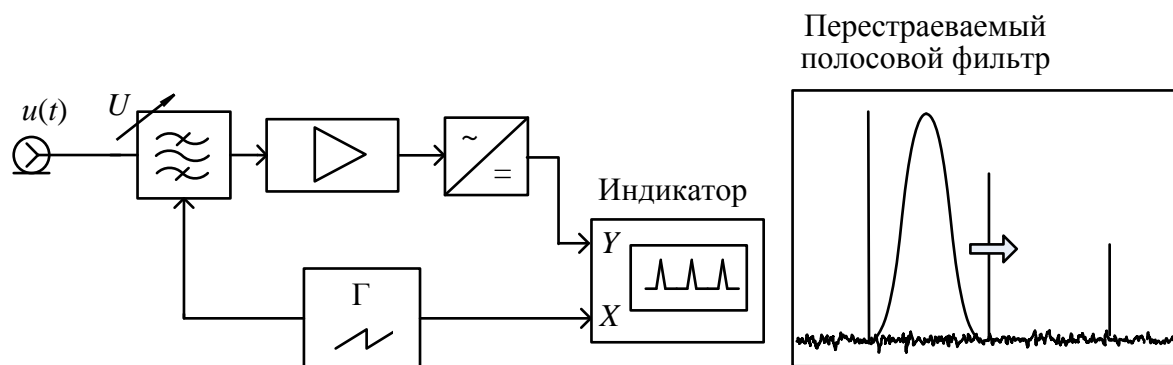 Перестраеваемый
полосовой фильтр
u(t)
U
~
=
Индикатор
Y
X
Г